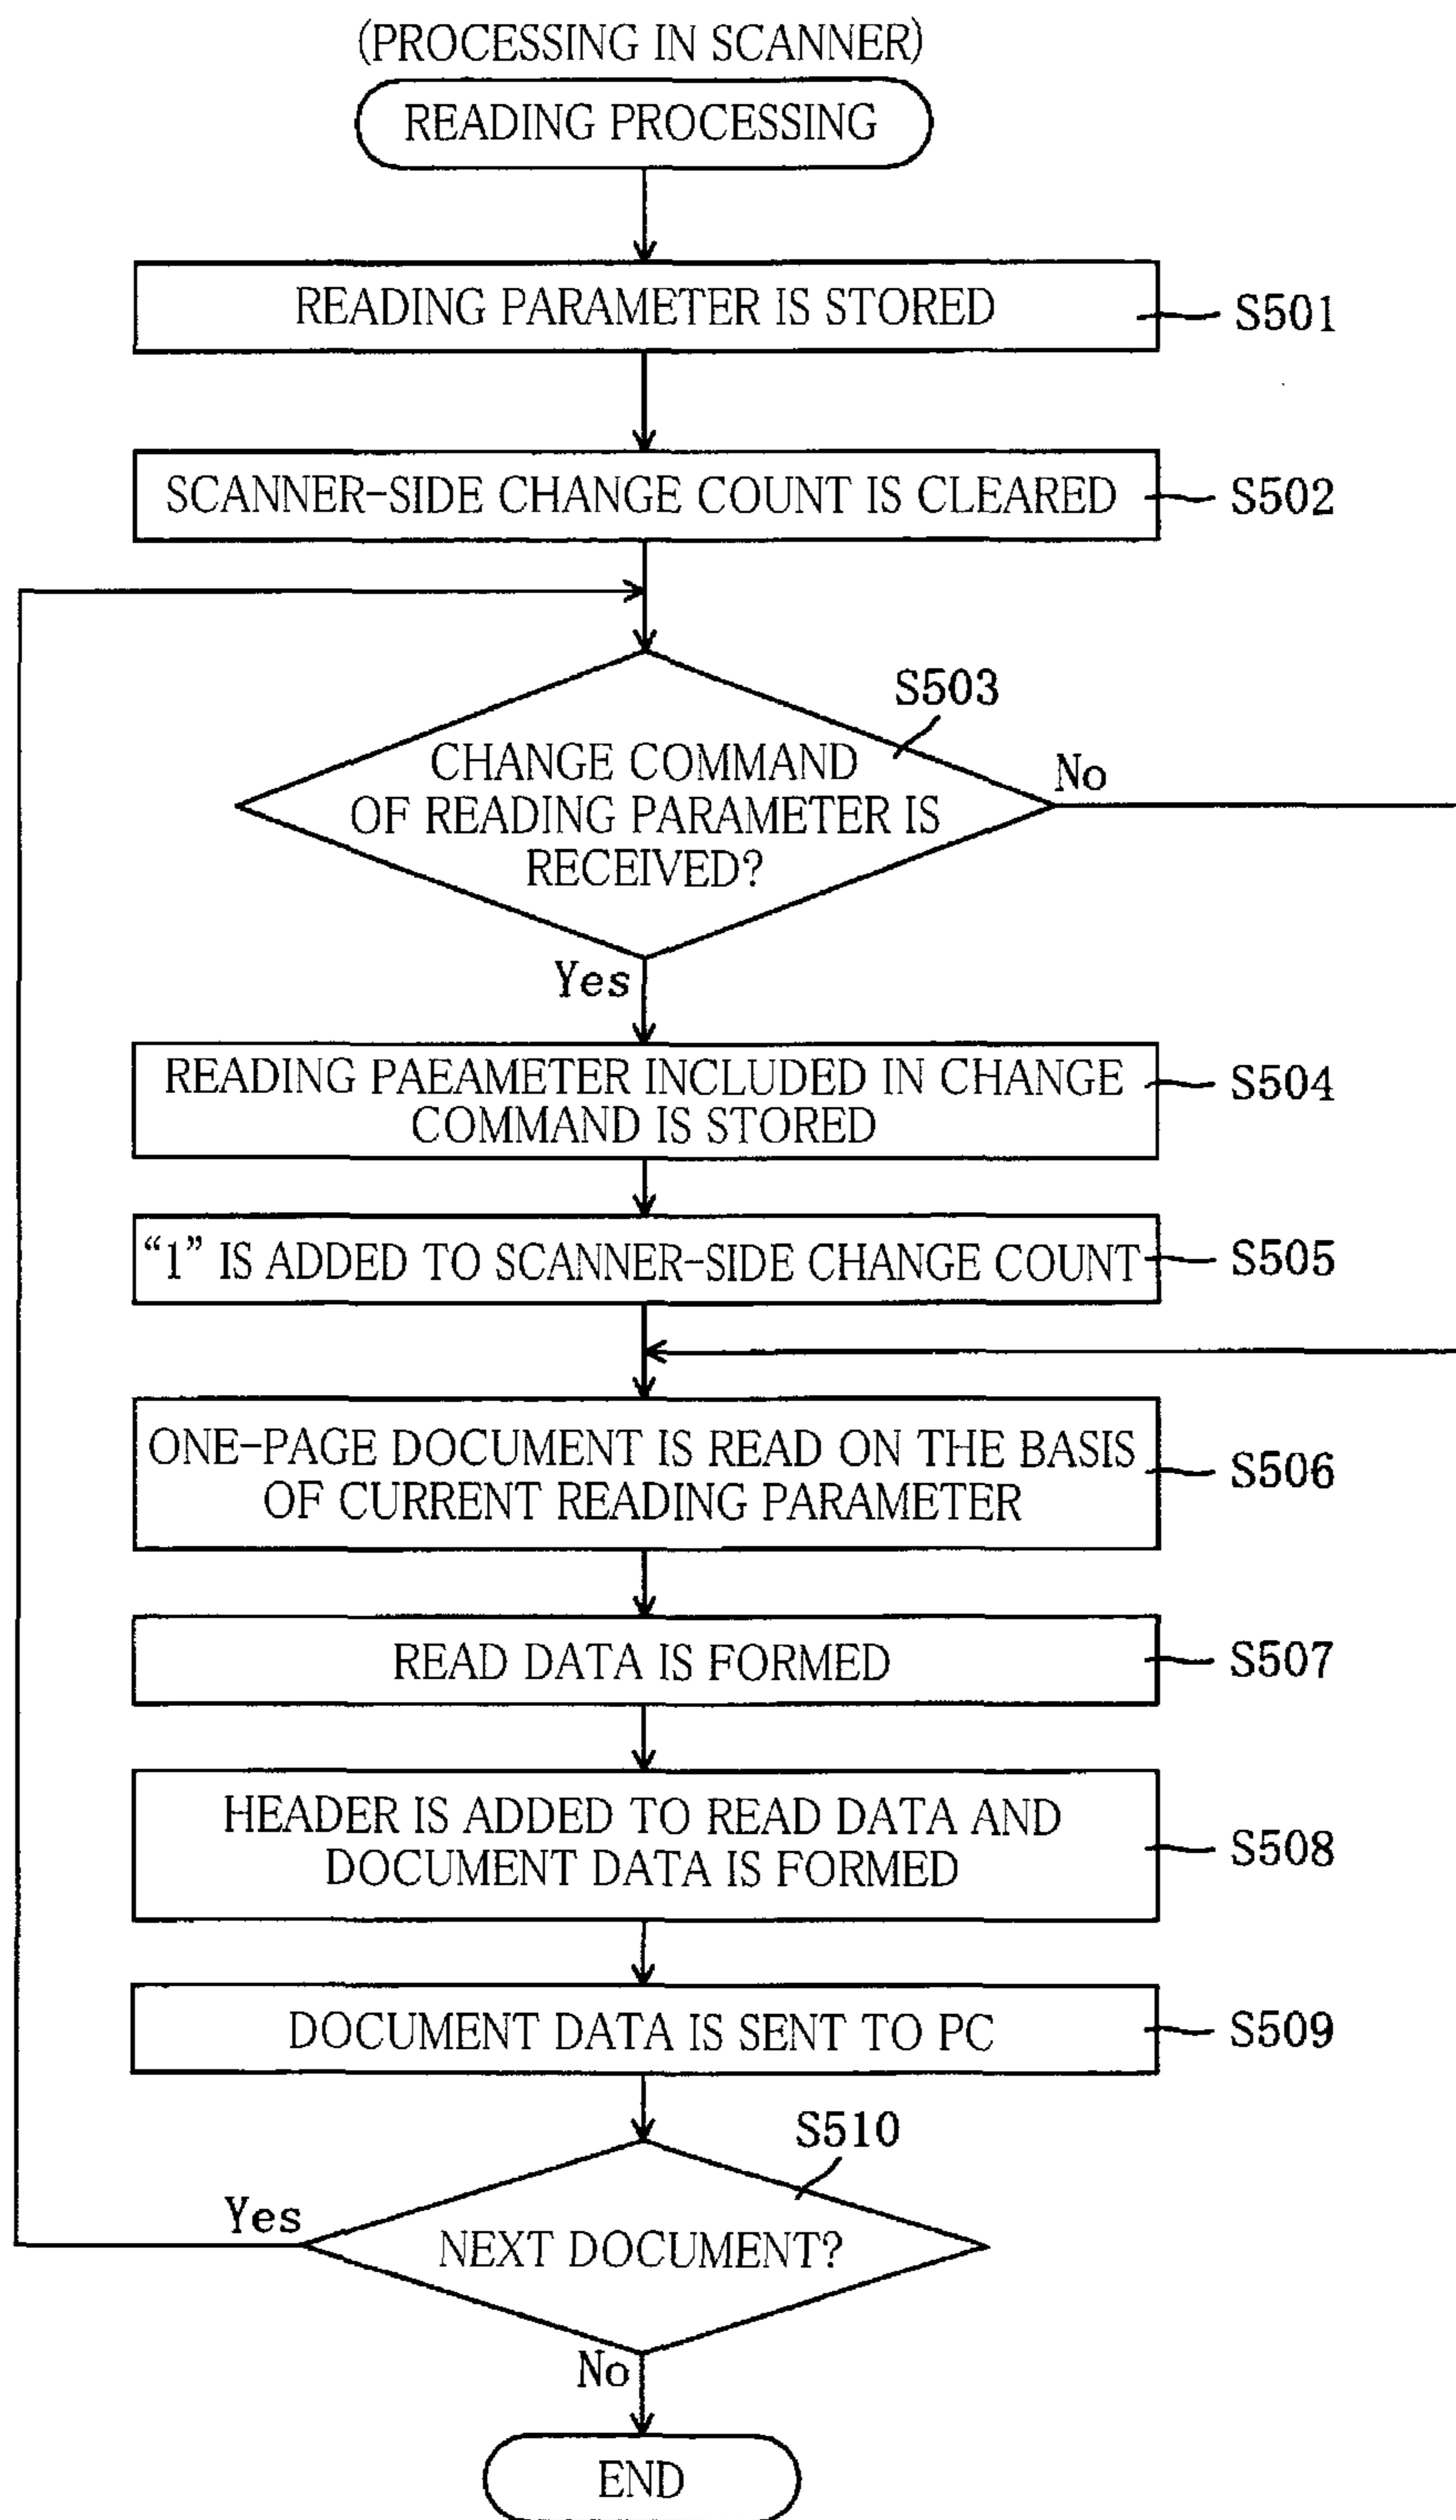 (PROCESSING IN SCANNER)
READING PROCESSING
READING PARAMETER IS STORED
S501
SCANNER-SIDE CHANGE COUNT IS CLEARED
S502
S503
CHANGE COMMAND
OF READING PARAMETER IS
RECEIVED?
No
Yes
READING PAEAMETER INCLUDED IN CHANGE
COMMAND IS STORED
S504
“1” IS ADDED TO SCANNER-SIDE CHANGE COUNT
S505
ONE-PAGE DOCUMENT IS READ ON THE BASIS
OF CURRENT READING PARAMETER
S506
READ DATA IS FORMED
S507
HEADER IS ADDED TO READ DATA AND
DOCUMENT DATA IS FORMED
S508
DOCUMENT DATA IS SENT TO PC
S509
S510
Yes
NEXT DOCUMENT?
No
END